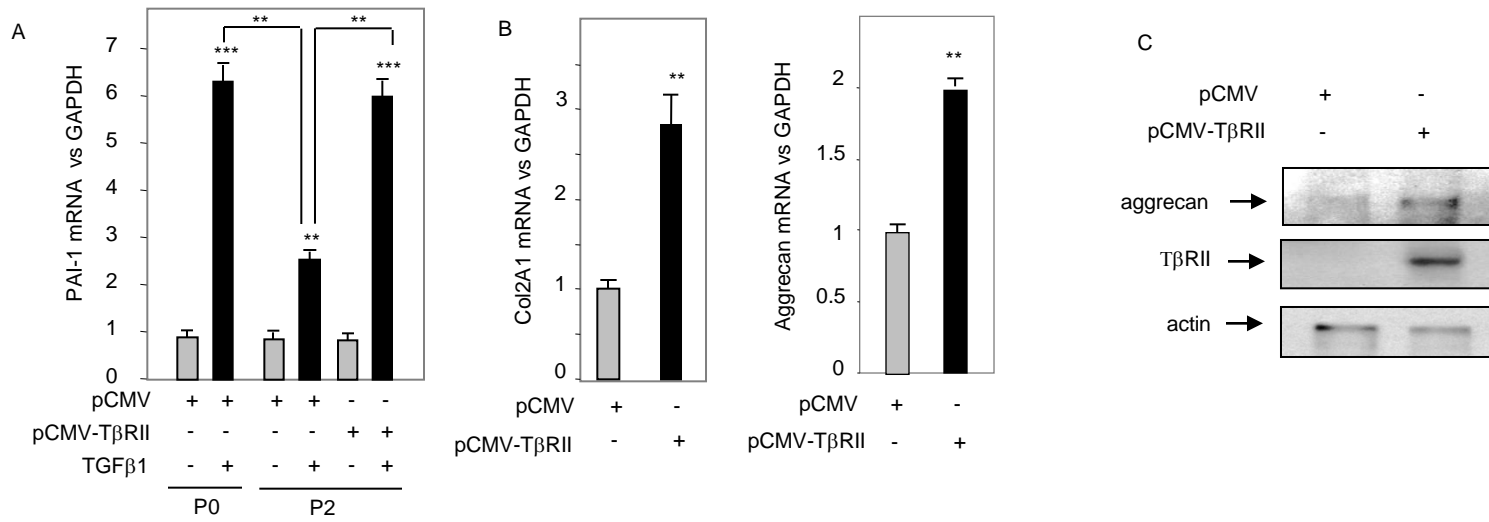 A
PAI-1 mRNA vs GAPDH
7
6
5
4
3
2
1
0
** **
*** ** ***
pCMV + + + + - -
pCMV-TβRII - - - - + +
TGFβ1 - + - + - +
P0 P2
B
Col2A1 mRNA vs GAPDH
3
3
2
1
0
**
pCMV + -
pCMV-TβRII - +
Aggrecan mRNA vs GAPDH
2
1.5
1
0.5
0
**
pCMV + -
pCMV-TβRII - +
C
pCMV + -
pCMV-TβRII - +
aggrecan
TβRII
actin